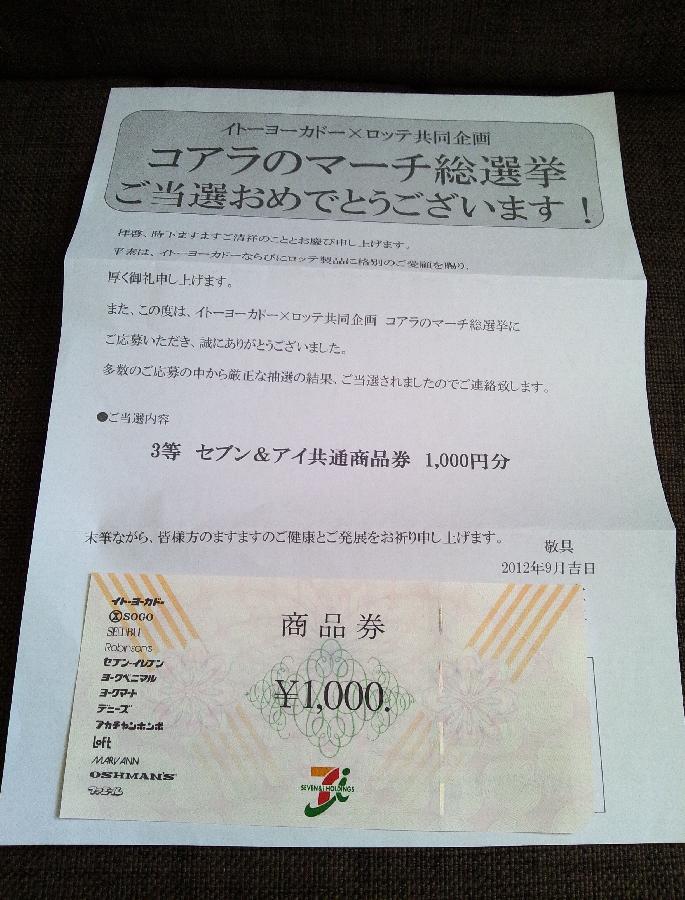 イトーヨーカドー×ロッテ共同企画
コアラのマーチ総選挙
ご当選おめでとうございます！
拝啓、時下ますますご清祥のこととお慶び申し上げます。
平素は、イトーヨーカドーならびにロッテ製品に格別のご愛顧を賜り、
厚く御礼申し上げます。
また、この度は、イトーヨーカドー×ロッテ共同企画 コアラのマーチ総選挙に
ご応募いただき、誠にありがとうございました。
多数のご応募の中から厳正な抽選の結果、ご当選されましたのでご連絡致します。
●ご当選内容
3等 セブン＆アイ共通商品券 1,000円分
末筆ながら、皆様方のますますのご健康とご発展をお祈り申し上げます。
敬具
2012年9月吉日
商品券
¥1,000.
イトーヨーカドー
SOGO
SEIBU
Robinson's
セブン-イレブン
ヨークベニマル
ヨークマート
デニーズ
アカチャンホンポ
Loft
MARY ANN
OSHMAN'S
SEVEN&i HOLDINGS